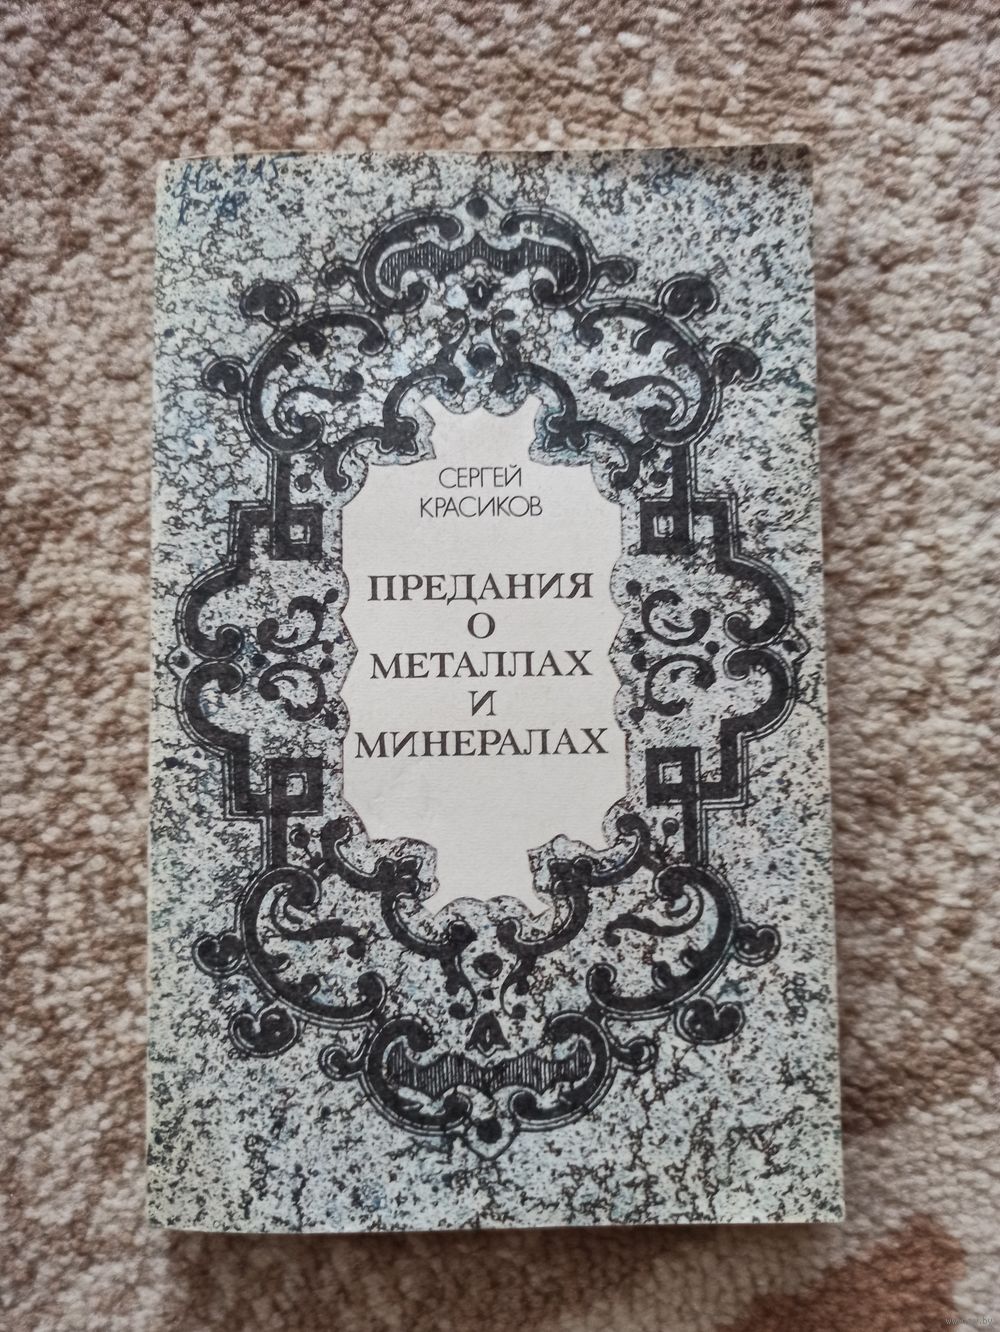 СЕРГЕЙ
КРАСИКОВ
ПРЕДАНИЯ
О
МЕТАЛЛАХ
И
МИНЕРАЛАХ